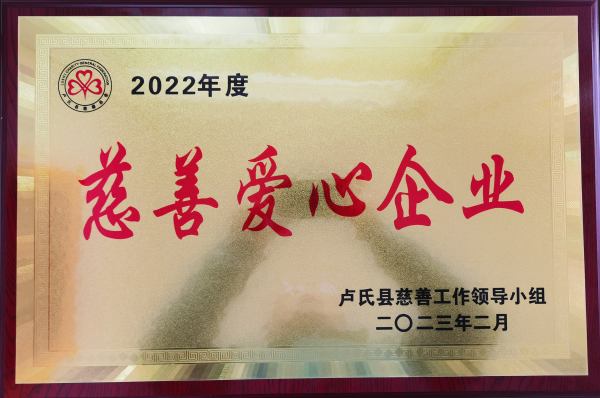 2022年度
慈善爱心企业
卢氏县慈善工作领导小组
二〇二三年二月